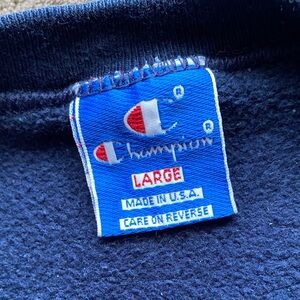 C®
Champion®
LARGE
MADE IN U.S.A.
CARE ON REVERSE